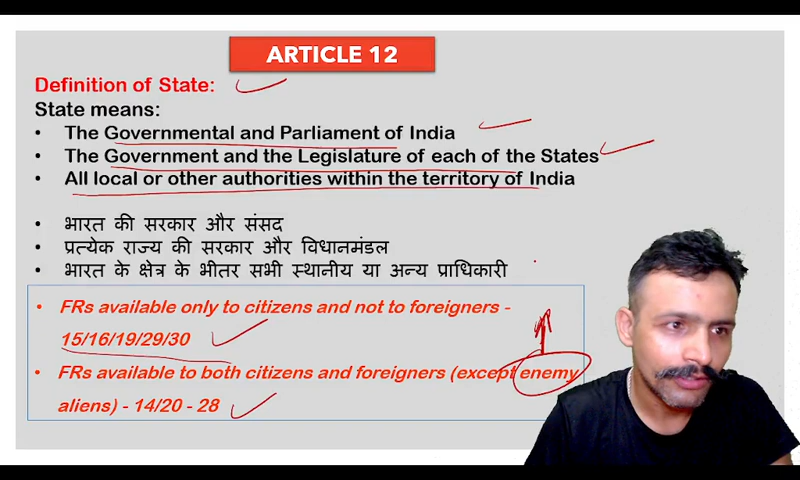 ARTICLE 12
Definition of State:
State means:
• The Governmental and Parliament of India
• The Government and the Legislature of each of the States
• All local or other authorities within the territory of India
• भारत की सरकार और संसद
• प्रत्येक राज्य की सरकार और विधानमंडल
• भारत के क्षेत्र के भीतर सभी स्थानीय या अन्य प्राधिकारी
• FRs available only to citizens and not to foreigners -
15/16/19/29/30
• FRs available to both citizens and foreigners (except enemy
aliens) - 14/20 - 28